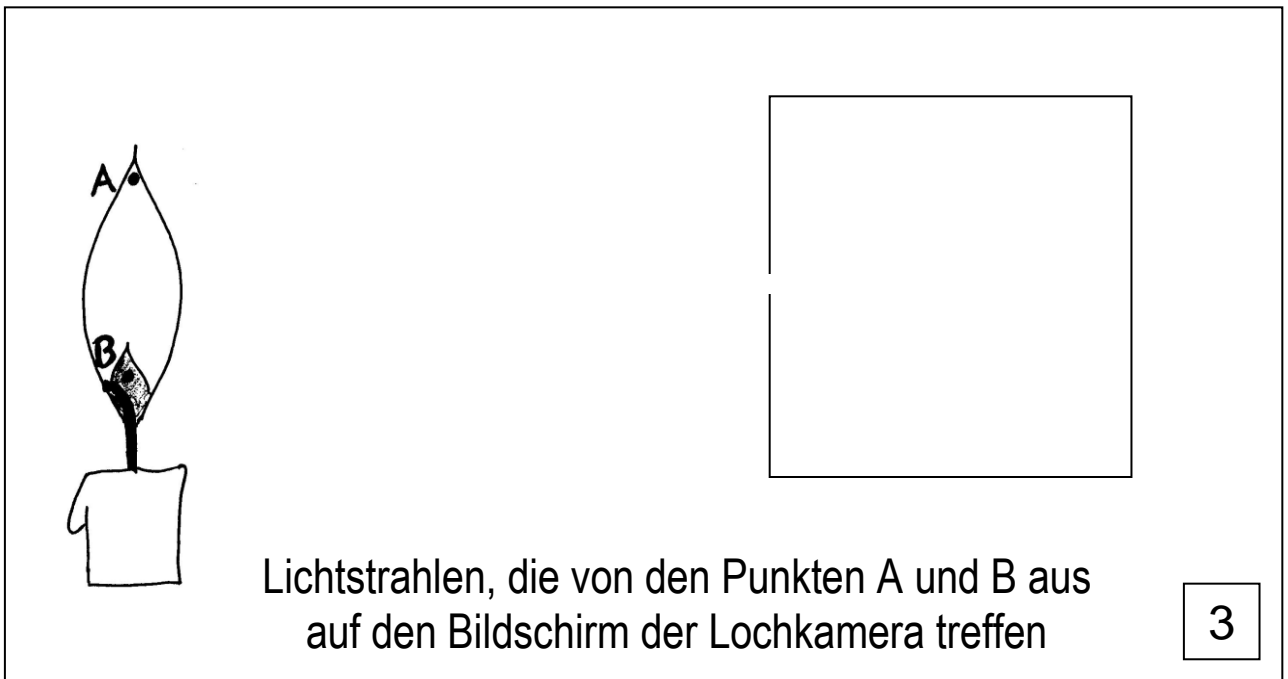 A
B
Lichtstrahlen, die von den Punkten A und B aus
auf den Bildschirm der Lochkamera treffen
3